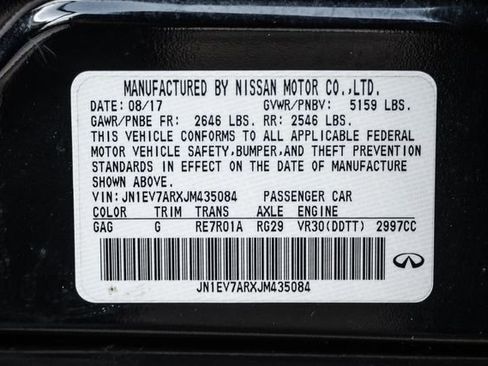 MANUFACTURED BY NISSAN MOTOR CO.,LTD.
DATE: 08/17 GVWR/PNBV: 5159 LBS.
GAWR/PNBE FR: 2646 LBS. RR: 2546 LBS.
THIS VEHICLE CONFORMS TO ALL APPLICABLE FEDERAL
MOTOR VEHICLE SAFETY, BUMPER, AND THEFT PREVENTION
STANDARDS IN EFFECT ON THE DATE OF MANUFACTURE
SHOWN ABOVE.
VIN: JN1EV7ARXJM435084 PASSENGER CAR
COLOR TRIM TRANS AXLE ENGINE
GAG G RE7R01A RG29 VR30(DDTT) 2997CC
JN1EV7ARXJM435084